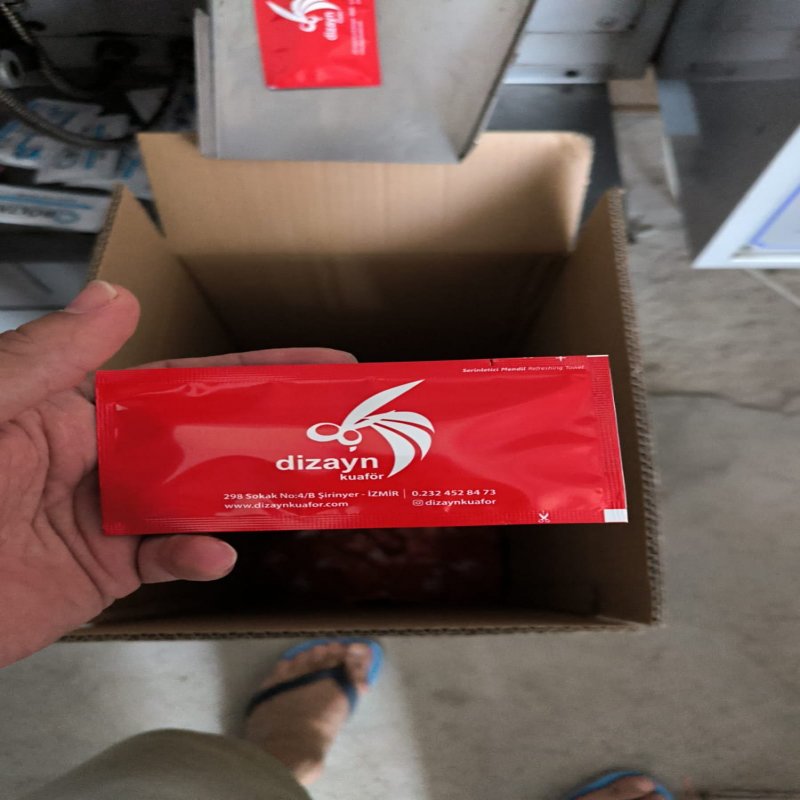 dizayn
Serinletici Mendil Refreshing Towel
dizayn
kuaför
298 Sokak No:4/B Şirinyer - İZMİR | 0.232 452 84 73
www.dizaynkuafor.com dizaynkuafor